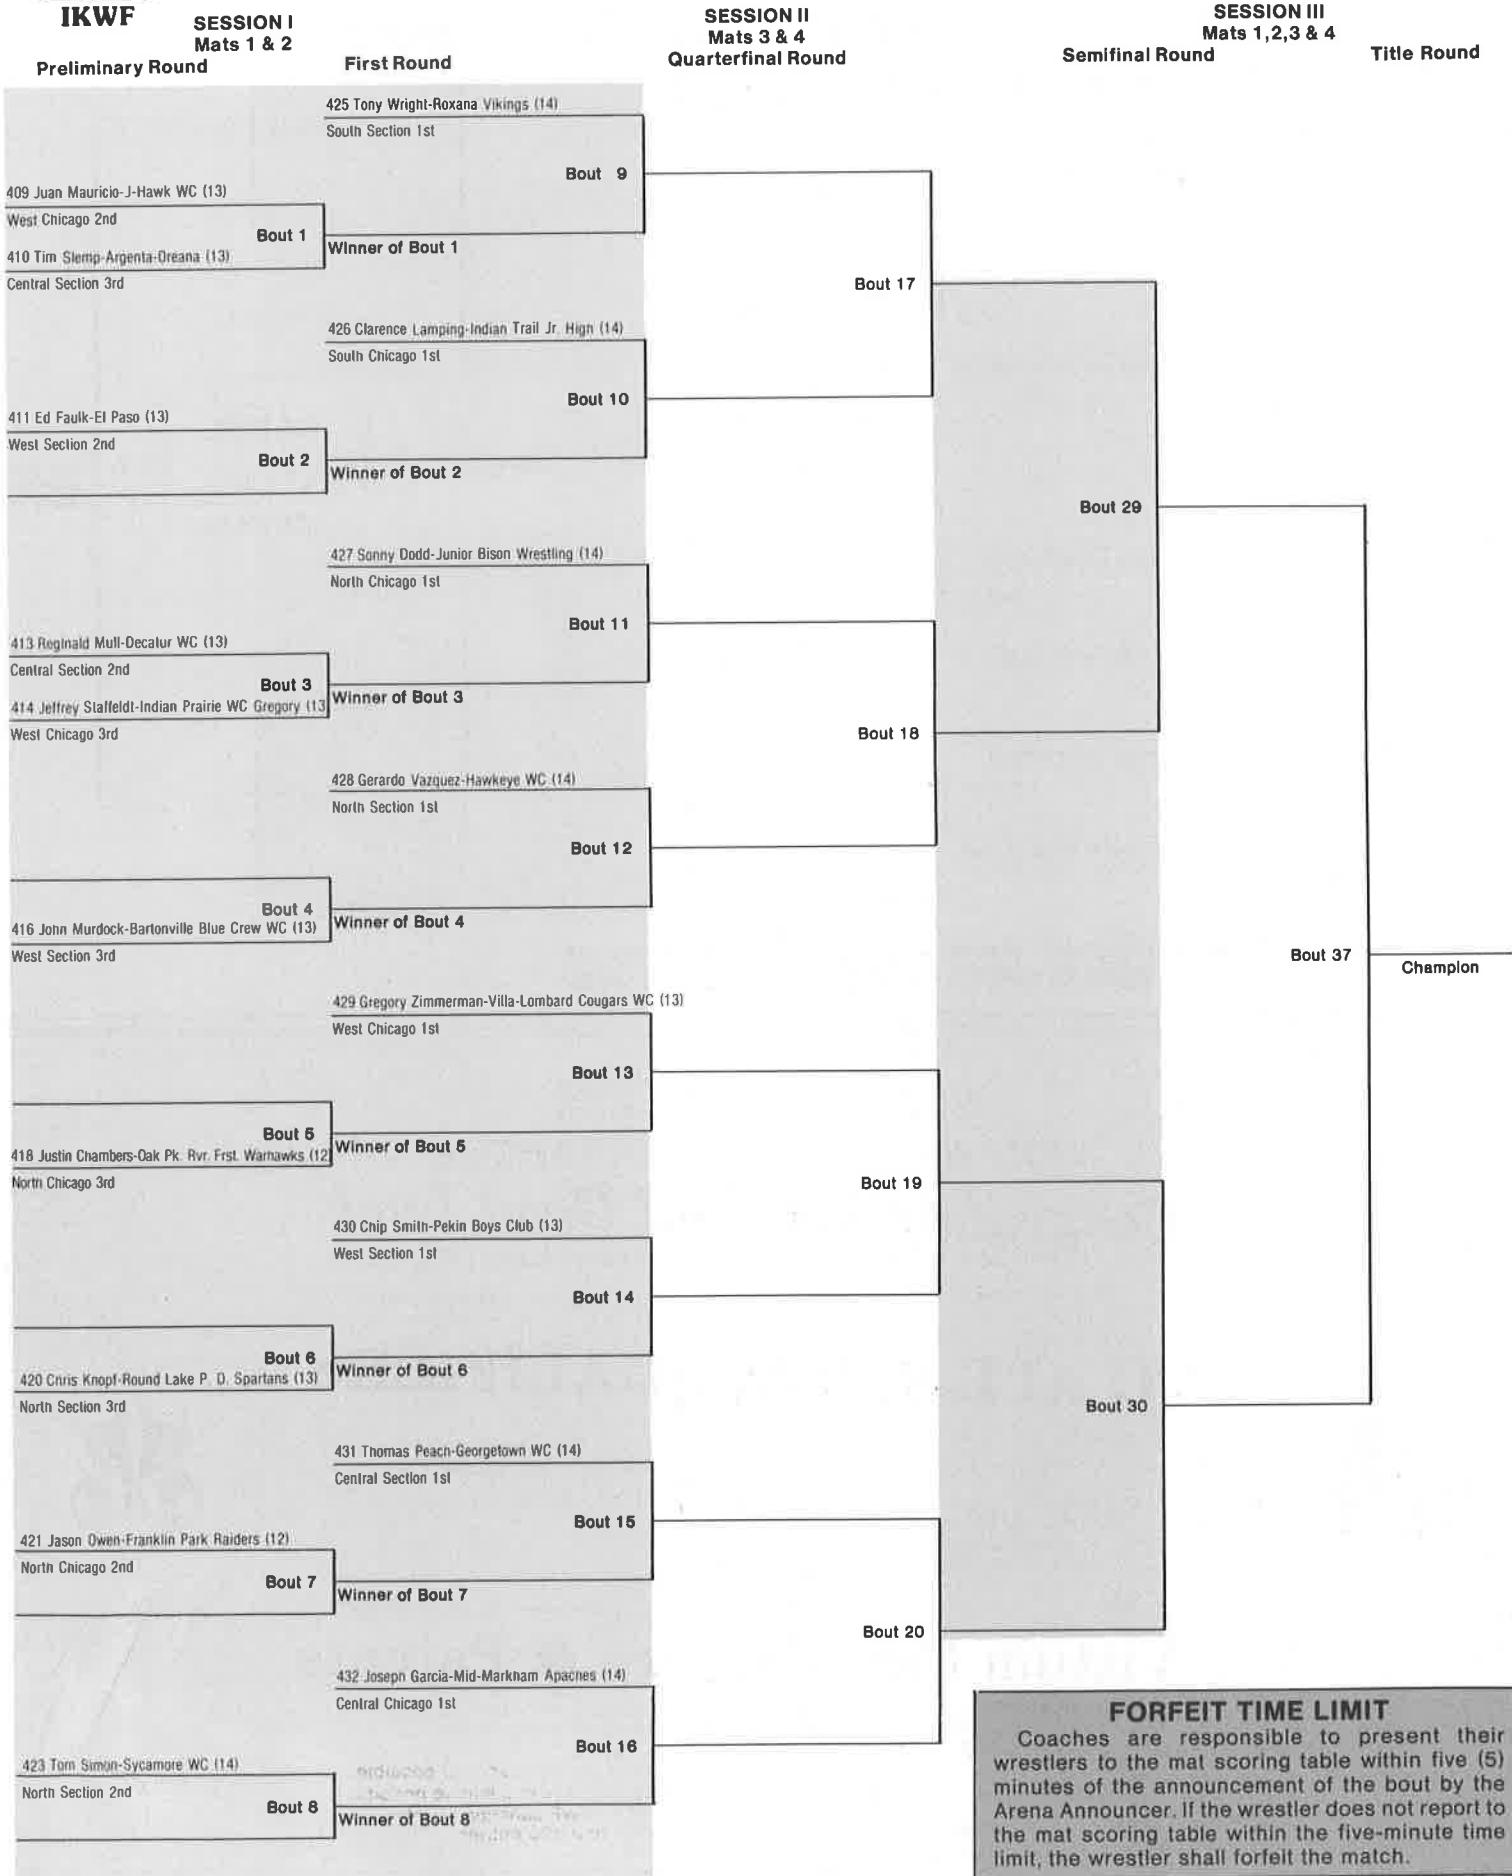 IKWF
SESSION I
Mats 1 & 2
SESSION II
Mats 3 & 4
SESSION III
Mats 1,2,3 & 4
Preliminary Round
First Round
Quarterfinal Round
Semifinal Round
Title Round
425 Tony Wright-Roxana Vikings (14)
South Section 1st
Bout 9
409 Juan Mauricio-J-Hawk WC (13)
West Chicago 2nd
Bout 1
Winner of Bout 1
410 Tim Slemp-Argenta-Oreana (13)
Central Section 3rd
Bout 17
426 Clarence Lamping-Indian Trail Jr. High (14)
South Chicago 1st
Bout 10
411 Ed Faulk-El Paso (13)
West Section 2nd
Bout 2
Winner of Bout 2
Bout 29
427 Sonny Dodd-Junior Bison Wrestling (14)
North Chicago 1st
Bout 11
413 Reginald Mull-Decatur WC (13)
Central Section 2nd
Bout 3
Winner of Bout 3
414 Jeffrey Staffeldt-Indian Prairie WC Gregory (13
West Chicago 3rd
Bout 18
428 Gerardo Vazquez-Hawkeye WC (14)
North Section 1st
Bout 12
Bout 4
Winner of Bout 4
416 John Murdock-Bartonville Blue Crew WC (13)
West Section 3rd
Bout 37
Champion
429 Gregory Zimmerman-Villa-Lombard Cougars WC (13)
West Chicago 1st
Bout 13
Bout 5
Winner of Bout 5
418 Justin Chambers-Oak Pk. Rvr. Frst. Warhawks (12
North Chicago 3rd
Bout 19
430 Chip Smith-Pekin Boys Club (13)
West Section 1st
Bout 14
Bout 6
Winner of Bout 6
420 Chris Knopf-Round Lake P. D. Spartans (13)
North Section 3rd
Bout 30
431 Thomas Peach-Georgetown WC (14)
Central Section 1st
Bout 15
421 Jason Owen-Franklin Park Raiders (12)
North Chicago 2nd
Bout 7
Winner of Bout 7
Bout 20
432 Joseph Garcia-Mid-Markham Apaches (14)
Central Chicago 1st
Bout 16
423 Tom Simon-Sycamore WC (14)
North Section 2nd
Bout 8
Winner of Bout 8
FORFEIT TIME LIMIT
Coaches are responsible to present their
wrestlers to the mat scoring table within five (5)
minutes of the announcement of the bout by the
Arena Announcer. If the wrestler does not report to
the mat scoring table within the five-minute time
limit, the wrestler shall forfeit the match.